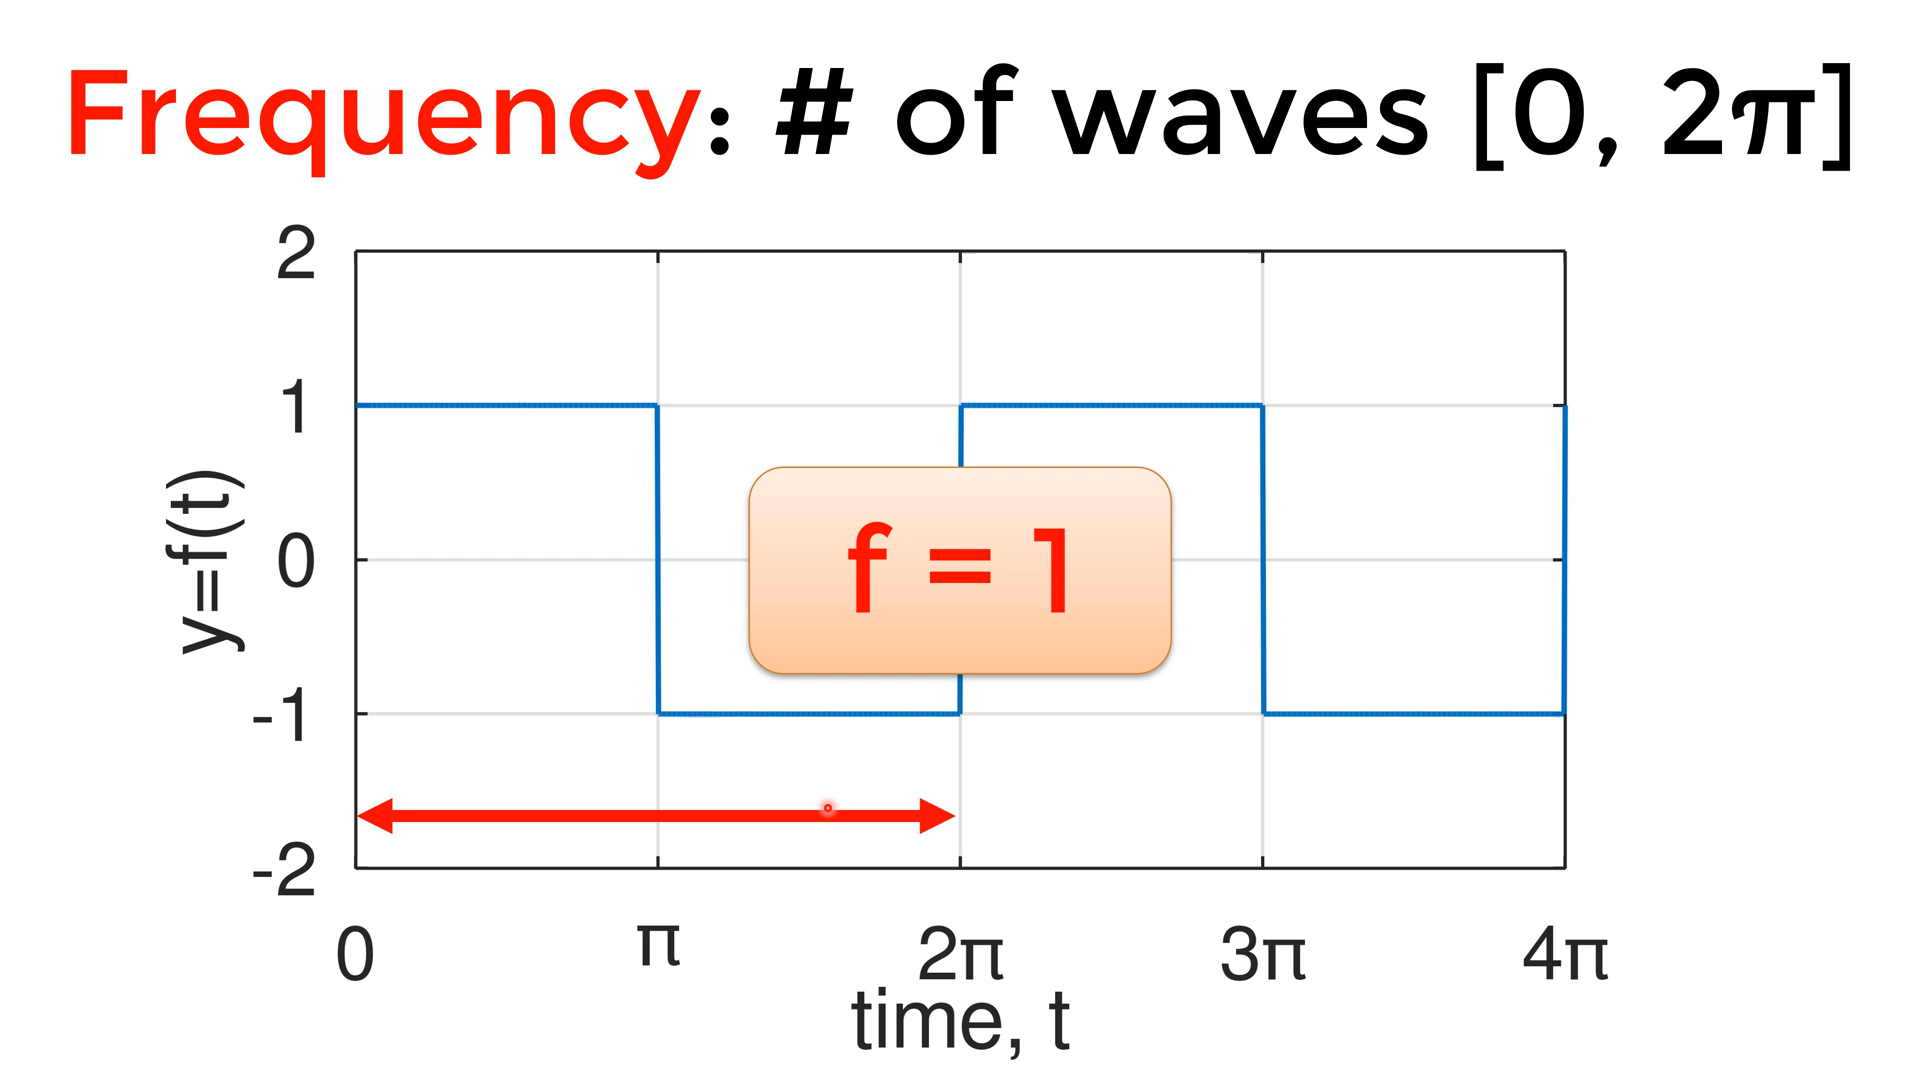 Frequency: # of waves [0, 2π]
2
1
0
-1
-2
y=f(t)
f = 1
0 π 2π 3π 4π
time, t